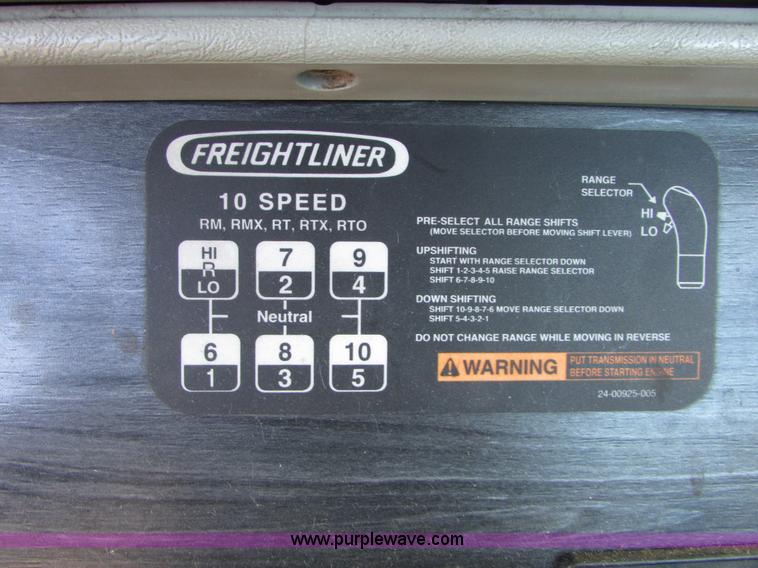 FREIGHTLINER
10 SPEED
RM, RMX, RT, RTX, RTO
HI
R
LO
7
2
9
4
Neutral
6
1
8
3
10
5
RANGE
SELECTOR
HI
LO
PRE-SELECT ALL RANGE SHIFTS
(MOVE SELECTOR BEFORE MOVING SHIFT LEVER)
UPSHIFTING
START WITH RANGE SELECTOR DOWN
SHIFT 1-2-3-4-5 RAISE RANGE SELECTOR
SHIFT 6-7-8-9-10
DOWN SHIFTING
SHIFT 10-9-8-7-6 MOVE RANGE SELECTOR DOWN
SHIFT 5-4-3-2-1
DO NOT CHANGE RANGE WHILE MOVING IN REVERSE
WARNING
PUT TRANSMISSION IN NEUTRAL
BEFORE STARTING ENGINE
24-00925-005
www.purplewave.com